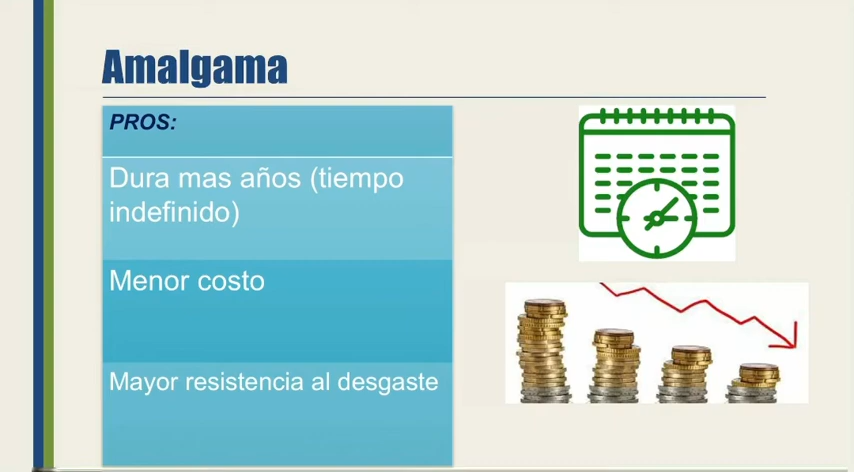 Amalgama
PROS:
Dura mas años (tiempo
indefinido)
Menor costo
Mayor resistencia al desgaste